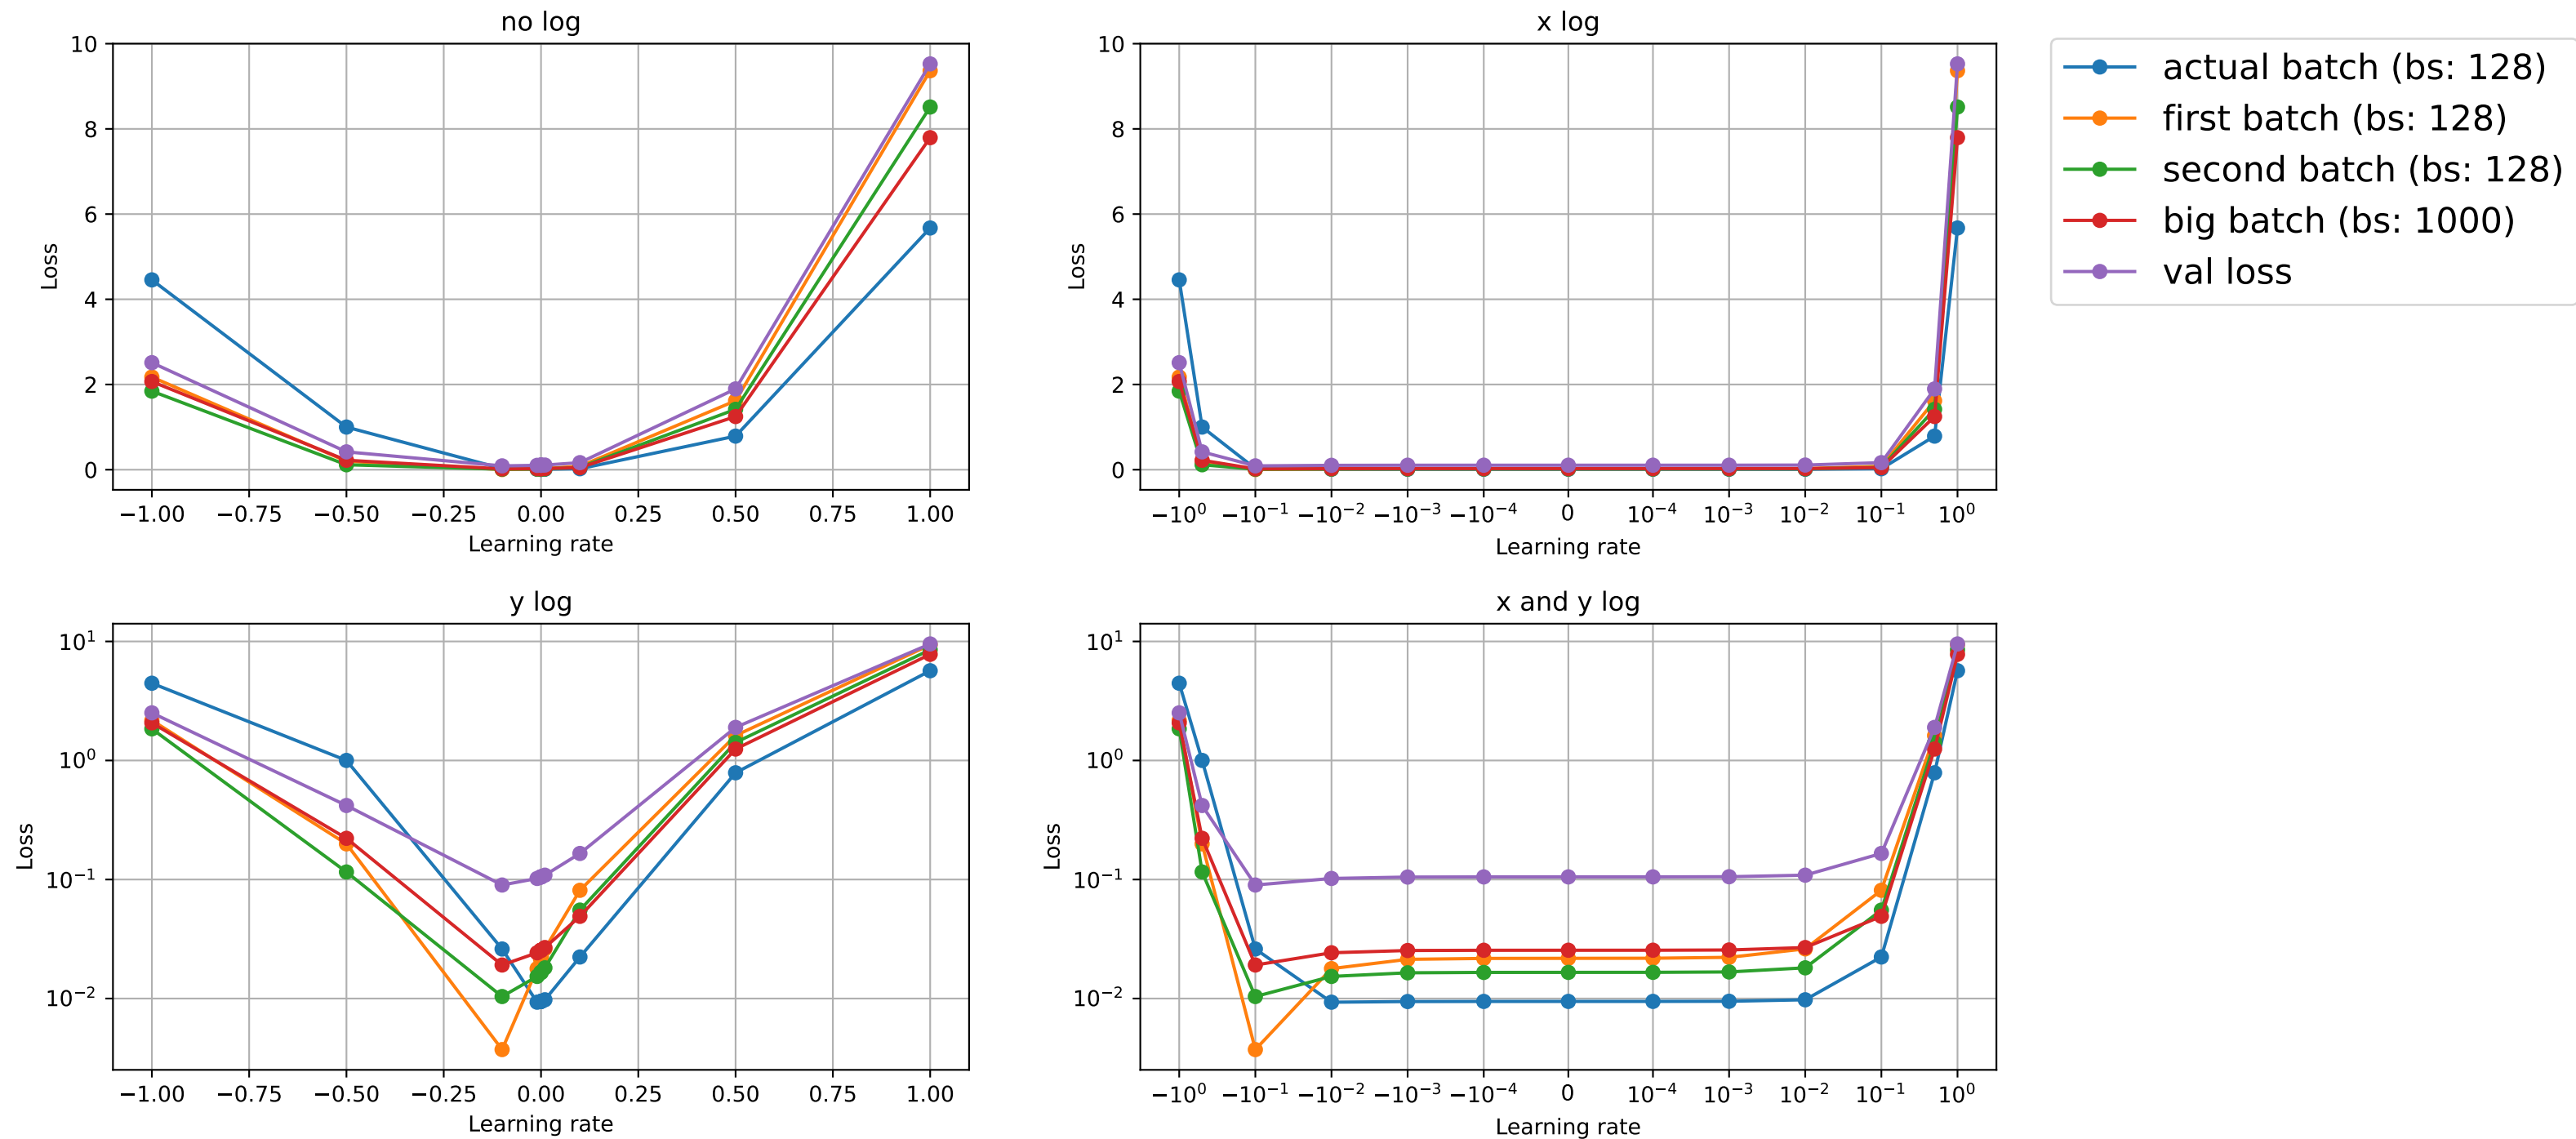 no log
10
8
6
4
2
0
Loss
−1.00 −0.75 −0.50 −0.25 0.00 0.25 0.50 0.75 1.00
Learning rate
x log
10
8
6
4
2
0
Loss
−10⁰ −10⁻¹ −10⁻² −10⁻³ −10⁻⁴ 0 10⁻⁴ 10⁻³ 10⁻² 10⁻¹ 10⁰
Learning rate
actual batch (bs: 128)
first batch (bs: 128)
second batch (bs: 128)
big batch (bs: 1000)
val loss
y log
10¹
10⁰
10⁻¹
10⁻²
Loss
−1.00 −0.75 −0.50 −0.25 0.00 0.25 0.50 0.75 1.00
Learning rate
x and y log
10¹
10⁰
10⁻¹
10⁻²
Loss
−10⁰ −10⁻¹ −10⁻² −10⁻³ −10⁻⁴ 0 10⁻⁴ 10⁻³ 10⁻² 10⁻¹ 10⁰
Learning rate